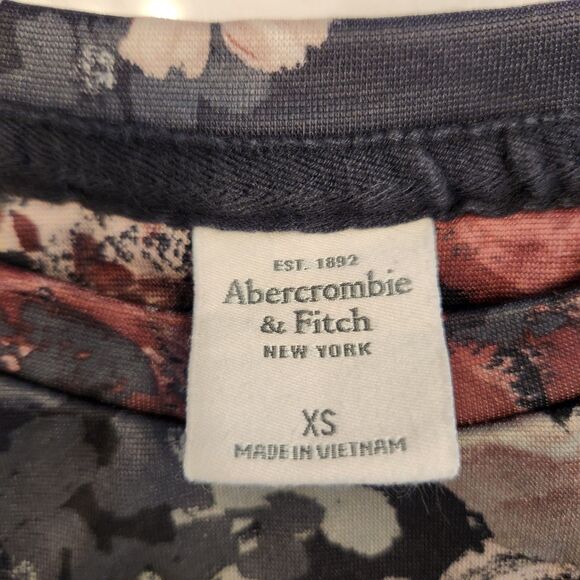 EST. 1892
Abercrombie
& Fitch
NEW YORK
XS
MADE IN VIETNAM